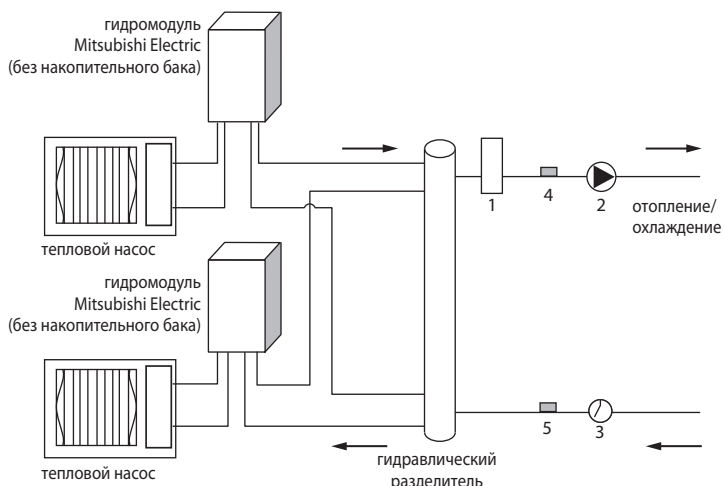 гидромодуль
Mitsubishi Electric
(без накопительного бака)
тепловой насос
гидромодуль
Mitsubishi Electric
(без накопительного бака)
тепловой насос
1
4
2
отопление/
охлаждение
5
3
гидравлический
разделитель